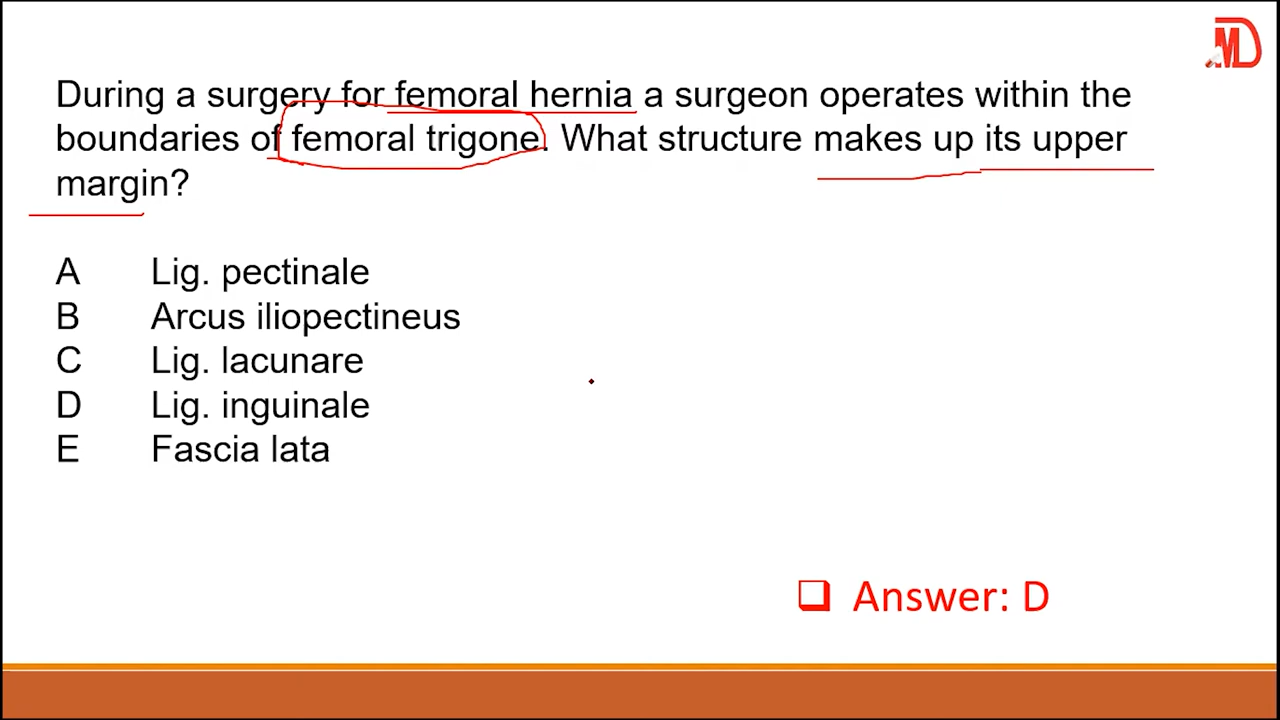 MD
During a surgery for femoral hernia a surgeon operates within the
boundaries of femoral trigone. What structure makes up its upper
margin?
A Lig. pectinale
B Arcus iliopectineus
C Lig. lacunare
D Lig. inguinale
E Fascia lata
Answer: D